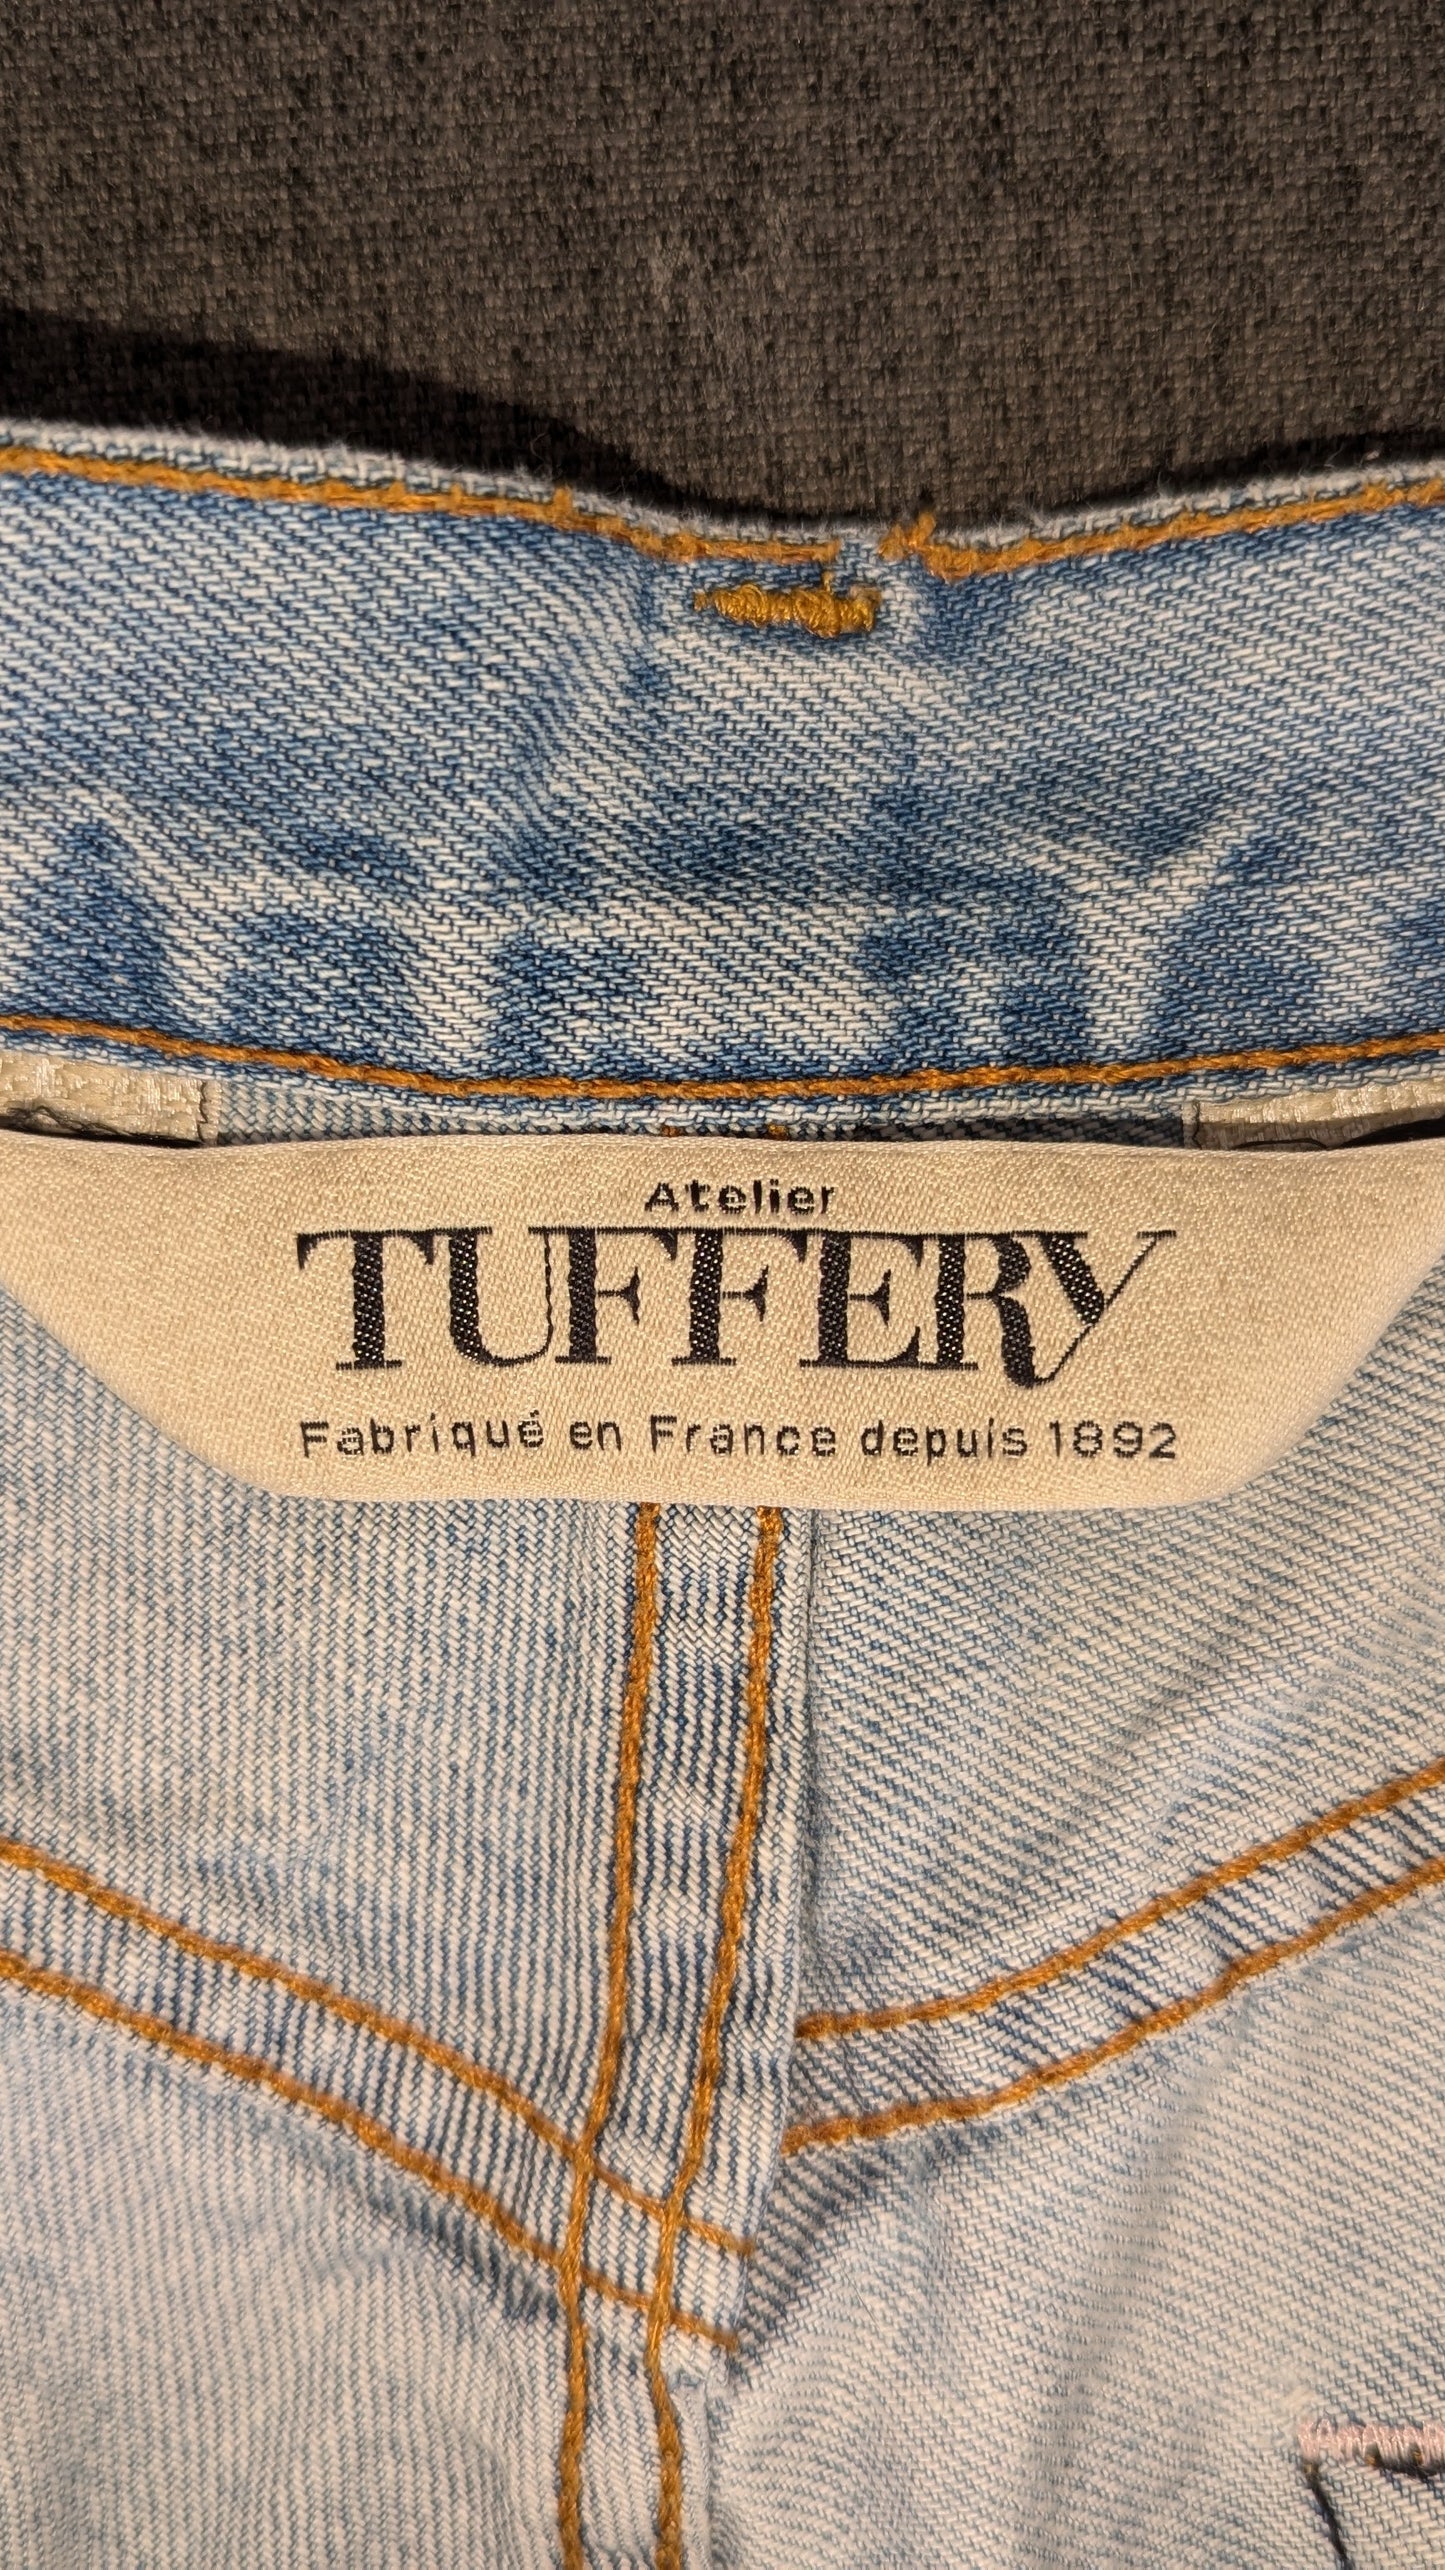 Atelier
TUFFERY
Fabriqué en France depuis 1892